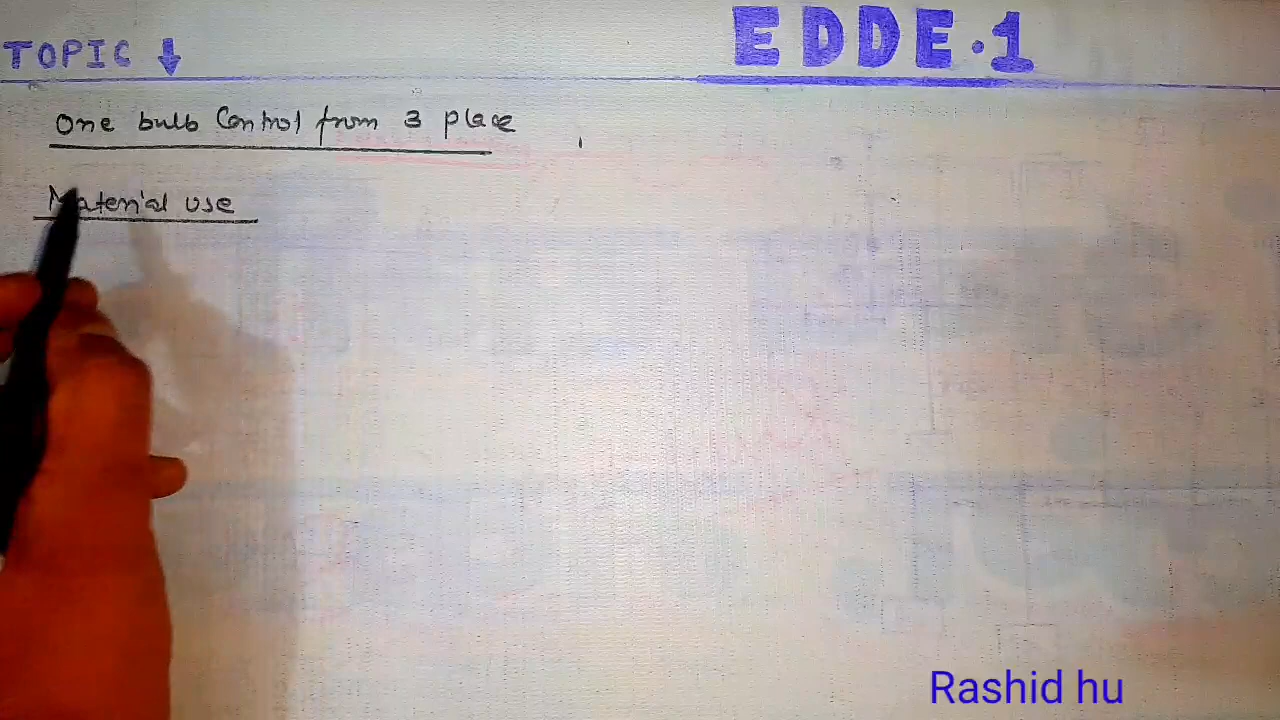 TOPIC ↓
EDDE.1
One bulb Control from 3 place
Material use
Rashid hu